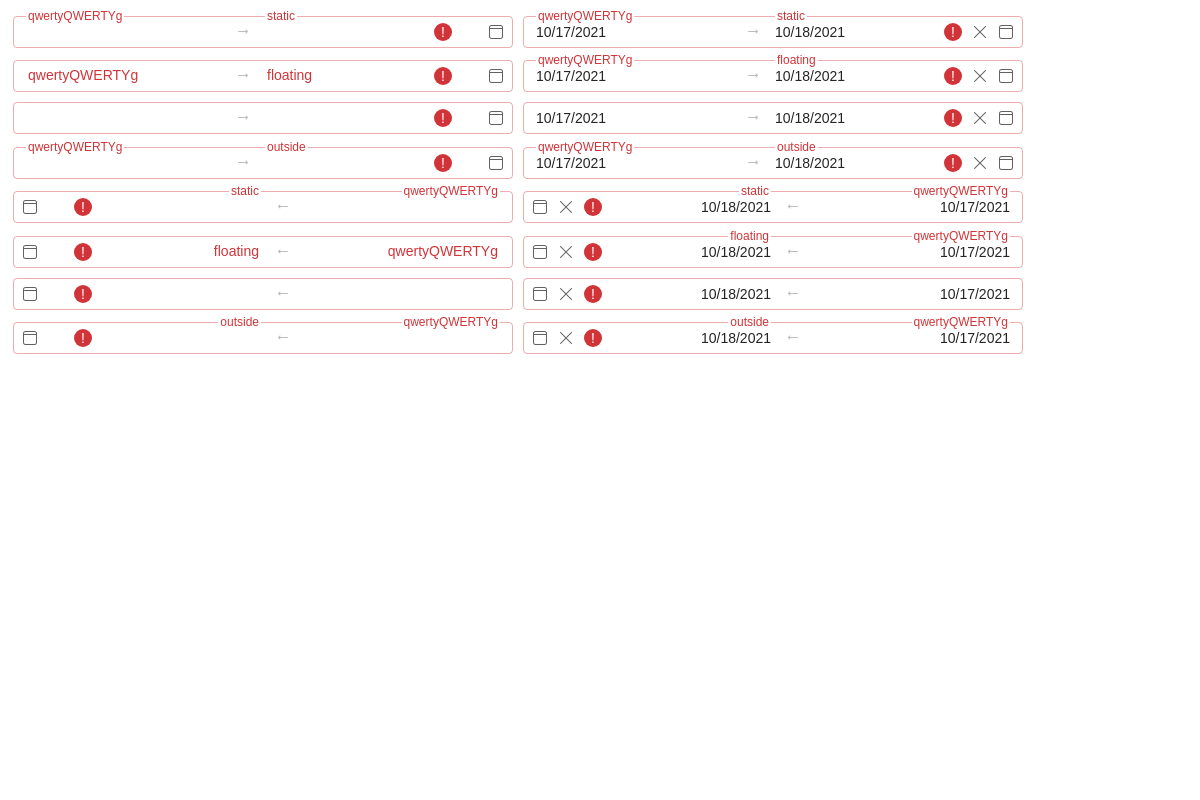 qwertyQWERTYg static qwertyQWERTYg static
→ ! 10/17/2021 → 10/18/2021 !
qwertyQWERTYg floating
qwertyQWERTYg → floating ! 10/17/2021 → 10/18/2021 !
→ ! 10/17/2021 → 10/18/2021 !
qwertyQWERTYg outside qwertyQWERTYg outside
→ ! 10/17/2021 → 10/18/2021 !
static qwertyQWERTYg static qwertyQWERTYg
! ← ! 10/18/2021 ← 10/17/2021
floating qwertyQWERTYg
! floating ← qwertyQWERTYg ! 10/18/2021 ← 10/17/2021
! ← ! 10/18/2021 ← 10/17/2021
outside qwertyQWERTYg outside qwertyQWERTYg
! ← ! 10/18/2021 ← 10/17/2021